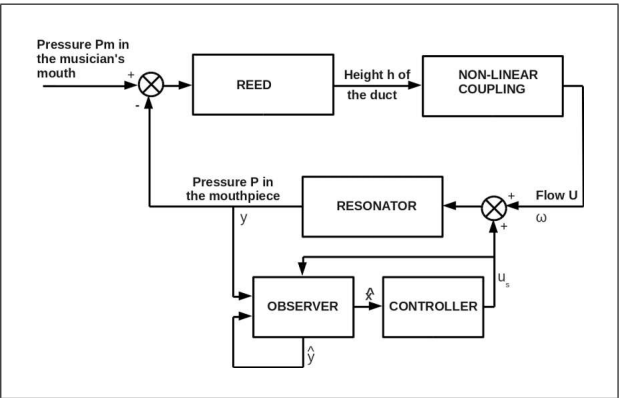 Pressure Pm in
the musician's
mouth
+
-
REED
Height h of
the duct
NON-LINEAR
COUPLING
Pressure P in
the mouthpiece
y
RESONATOR
+
+
Flow U
ω
u_s
OBSERVER
x̂
CONTROLLER
ŷ